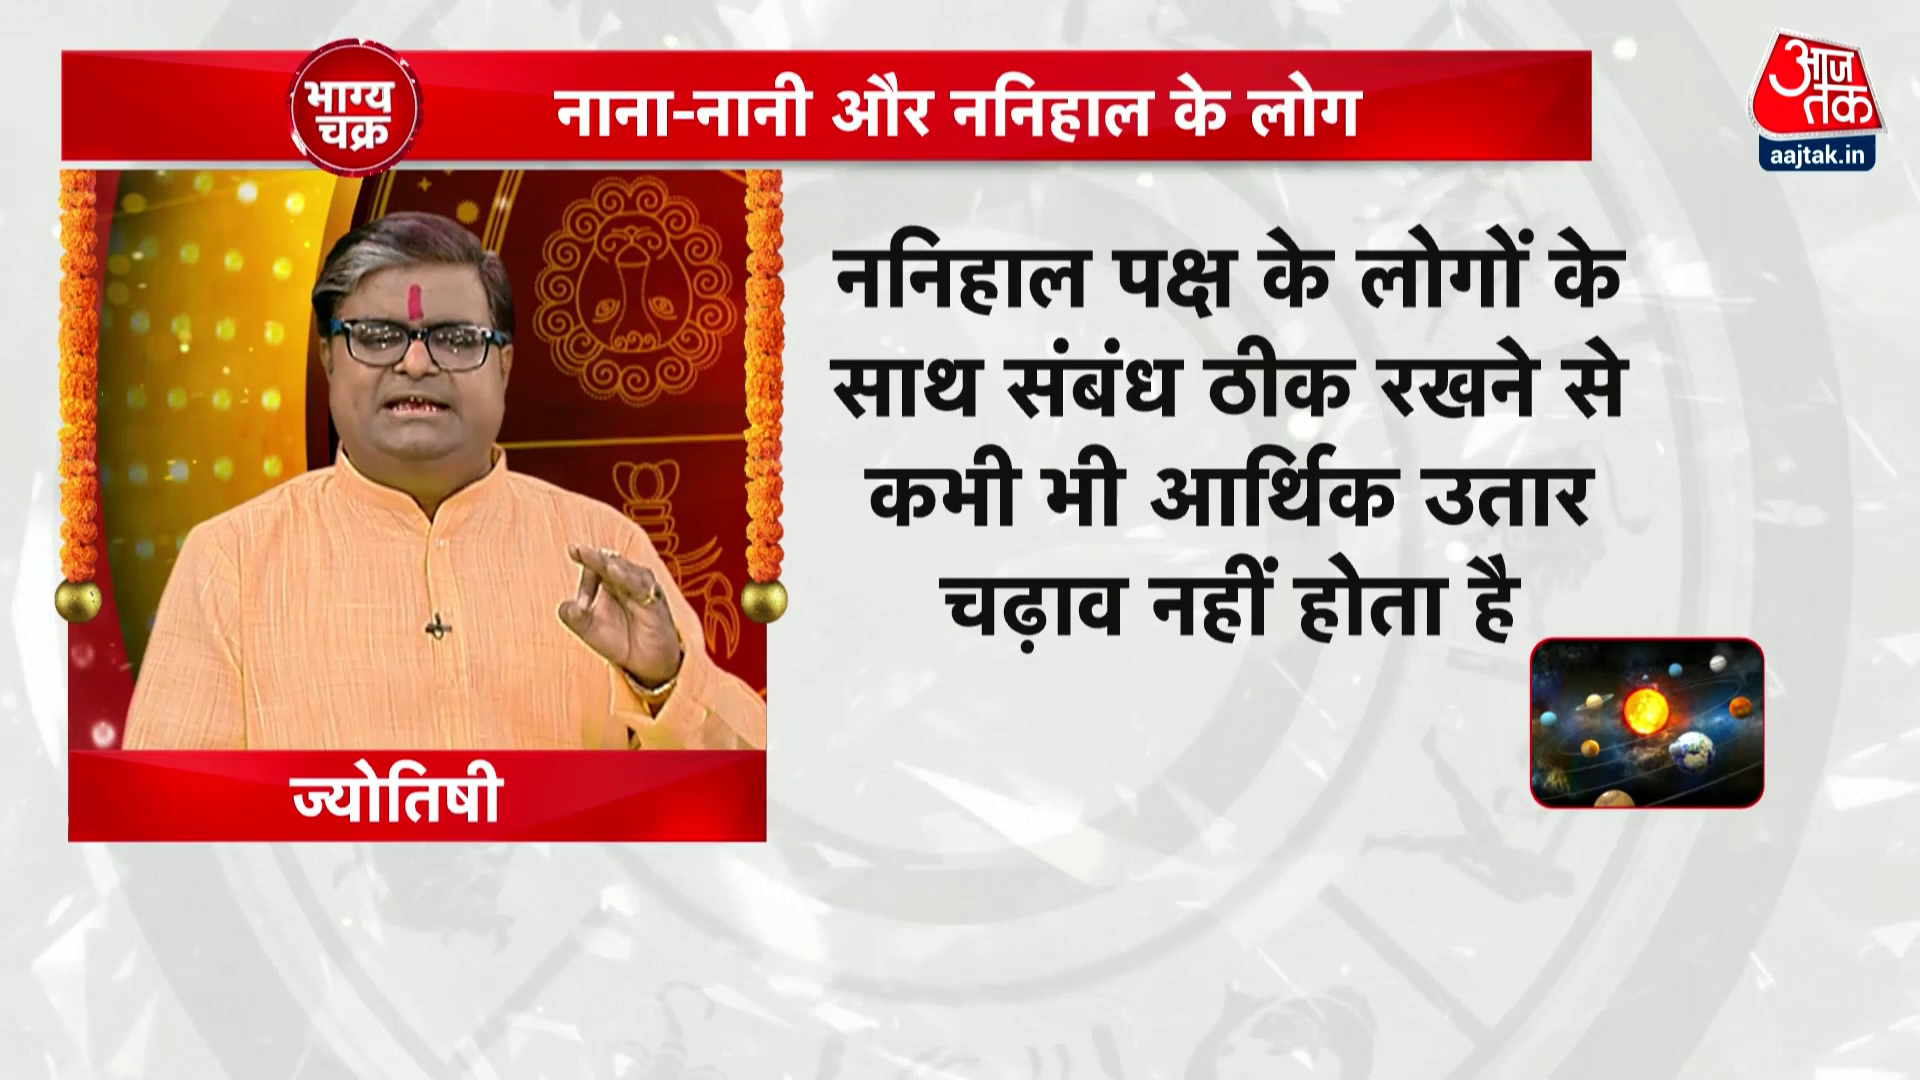 भाग्य
चक्र
नाना-नानी और ननिहाल के लोग
आज
तक
aajtak.in
ननिहाल पक्ष के लोगों के
साथ संबंध ठीक रखने से
कभी भी आर्थिक उतार
चढ़ाव नहीं होता है
ज्योतिषी